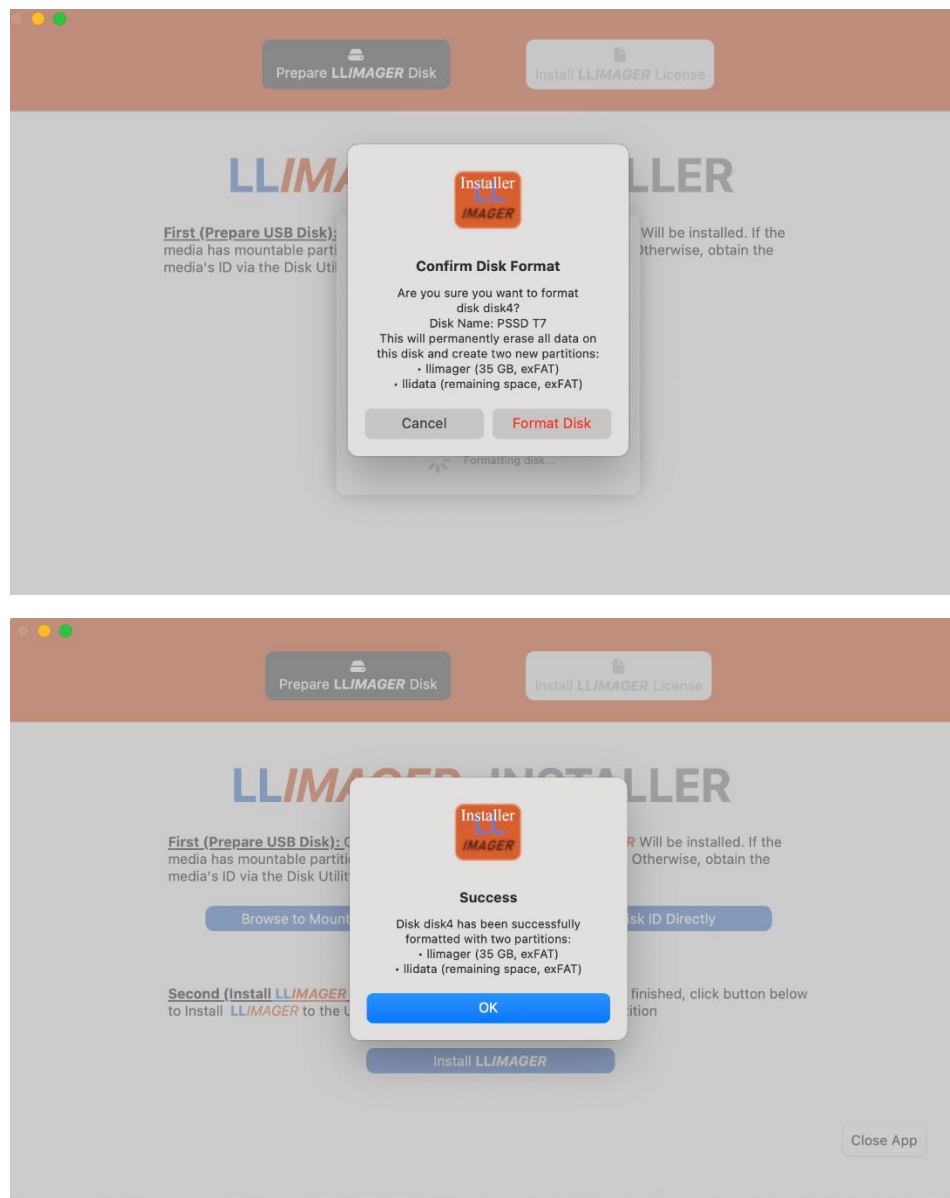 Prepare LLIMAGER Disk
Install LLIMAGER License
LLIMA
LLER
First (Prepare USB Disk):
Will be installed. If the
media has mountable parti
Otherwise, obtain the
media's ID via the Disk Util
Installer
LL
IMAGER
Confirm Disk Format
Are you sure you want to format
disk disk4?
Disk Name: PSSD T7
This will permanently erase all data on
this disk and create two new partitions:
• llimager (35 GB, exFAT)
• llidata (remaining space, exFAT)
Cancel
Format Disk
Formatting disk...
Prepare LLIMAGER Disk
Install LLIMAGER License
LLIMAGER INSTALLER
First (Prepare USB Disk):
R Will be installed. If the
media has mountable partiti
Otherwise, obtain the
media's ID via the Disk Utilit
Installer
LL
IMAGER
Success
Disk disk4 has been successfully
formatted with two partitions:
• llimager (35 GB, exFAT)
• llidata (remaining space, exFAT)
OK
Browse to Mount
sk ID Directly
Second (Install LLIMAGER
finished, click button below
to Install LLIMAGER to the U
ition
Install LLIMAGER
Close App